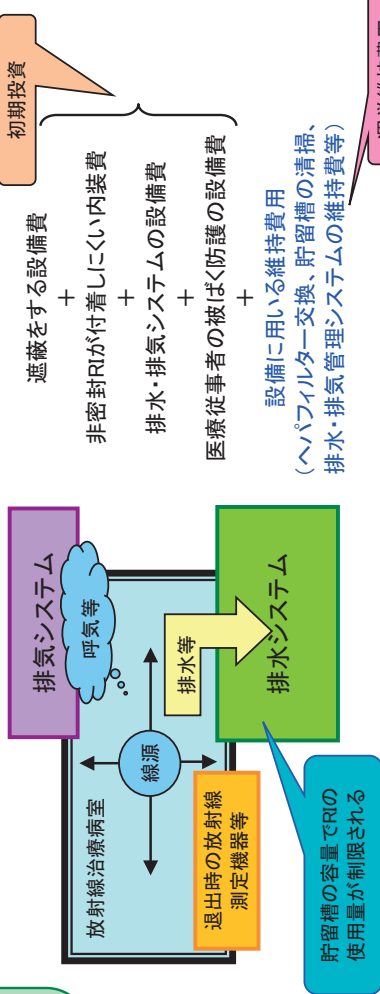 排気システム
呼気等
放射線治療病室
線源
排水等
退出時の放射線
測定機器等
排水システム
貯留槽の容量でRIの
使用量が制限される
初期投資
遮蔽をする設備費
+
非密封RIが付着しにくい内装費
+
排水・排気システムの設備費
+
医療従事者の被ばく防護の設備費
+
設備に用いる維持費用
(ヘパフィルター交換、貯留槽の清掃、
排水・排気管理システムの維持費等)